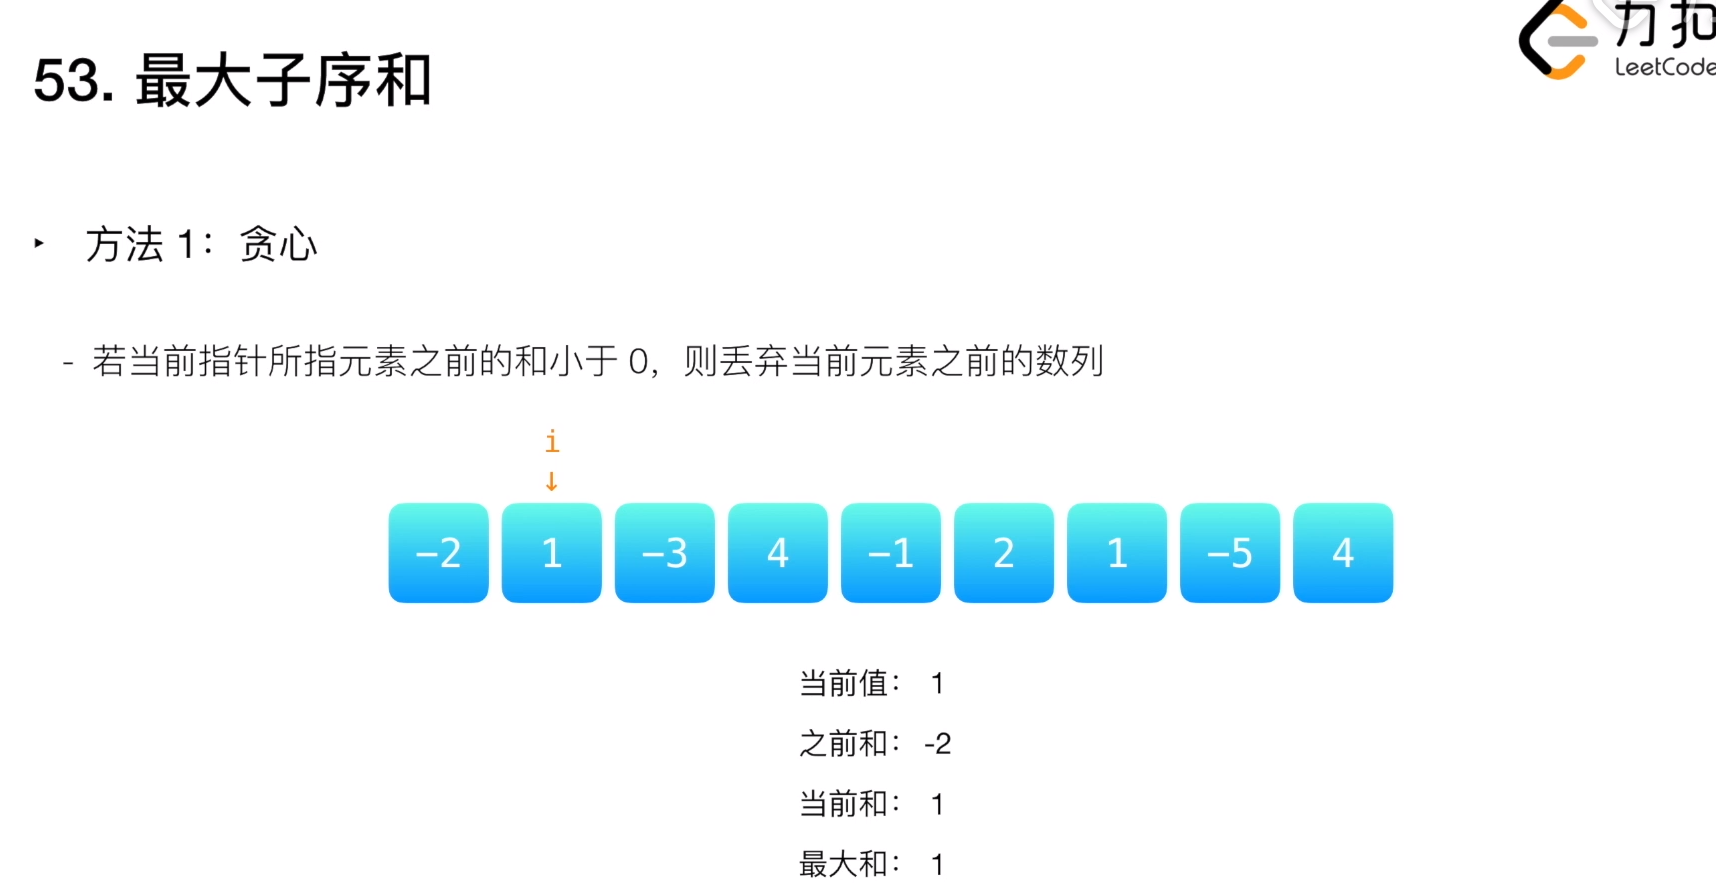 力扣
LeetCode
53. 最大子序和
‣ 方法 1：贪心
- 若当前指针所指元素之前的和小于 0，则丢弃当前元素之前的数列
i
↓
-2 1 -3 4 -1 2 1 -5 4
当前值： 1
之前和： -2
当前和： 1
最大和： 1